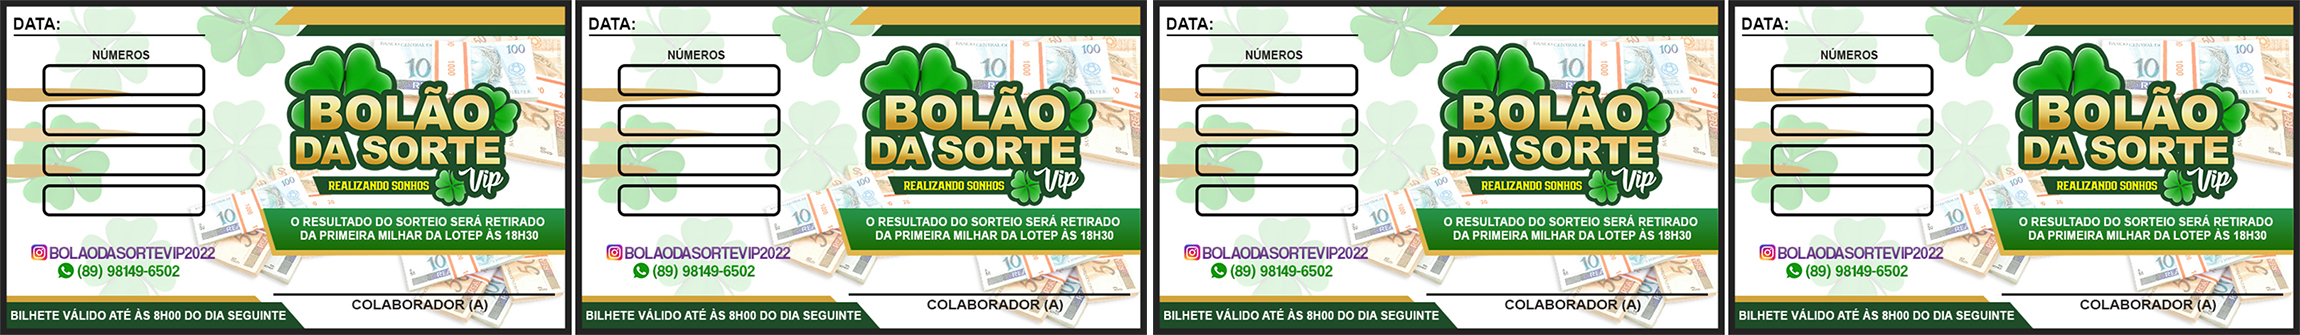 DATA:
NÚMEROS
BOLÃO
DA SORTE
REALIZANDO SONHOS Vip
O RESULTADO DO SORTEIO SERÁ RETIRADO
DA PRIMEIRA MILHAR DA LOTEP ÀS 18H30
BOLAODASORTEVIP2022
(89) 98149-6502
COLABORADOR (A)
BILHETE VÁLIDO ATÉ ÀS 8H00 DO DIA SEGUINTE
DATA:
NÚMEROS
BOLÃO
DA SORTE
REALIZANDO SONHOS Vip
O RESULTADO DO SORTEIO SERÁ RETIRADO
DA PRIMEIRA MILHAR DA LOTEP ÀS 18H30
BOLAODASORTEVIP2022
(89) 98149-6502
COLABORADOR (A)
BILHETE VÁLIDO ATÉ ÀS 8H00 DO DIA SEGUINTE
DATA:
NÚMEROS
BOLÃO
DA SORTE
REALIZANDO SONHOS Vip
O RESULTADO DO SORTEIO SERÁ RETIRADO
DA PRIMEIRA MILHAR DA LOTEP ÀS 18H30
BOLAODASORTEVIP2022
(89) 98149-6502
COLABORADOR (A)
BILHETE VÁLIDO ATÉ ÀS 8H00 DO DIA SEGUINTE
DATA:
NÚMEROS
BOLÃO
DA SORTE
REALIZANDO SONHOS Vip
O RESULTADO DO SORTEIO SERÁ RETIRADO
DA PRIMEIRA MILHAR DA LOTEP ÀS 18H30
BOLAODASORTEVIP2022
(89) 98149-6502
COLABORADOR (A)
BILHETE VÁLIDO ATÉ ÀS 8H00 DO DIA SEGUINTE